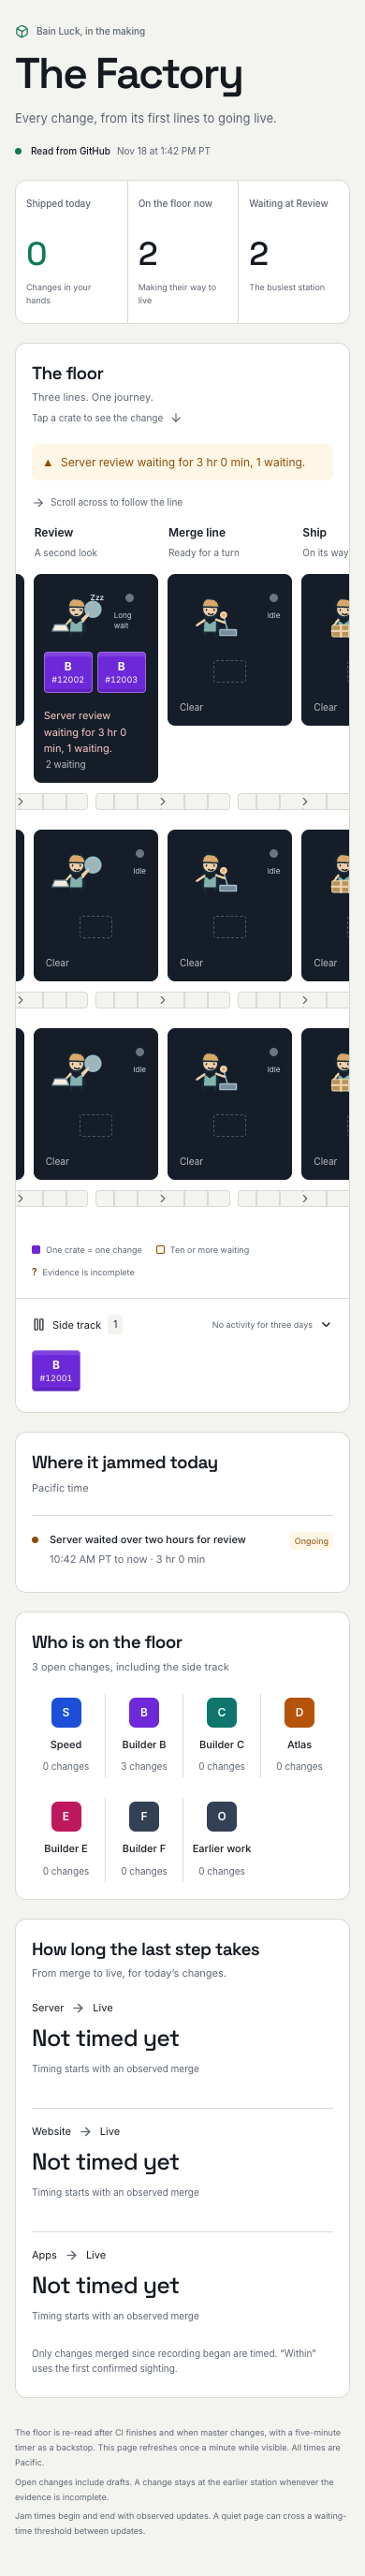 Bain Luck, in the making
The Factory
Every change, from its first lines to going live.
Read from GitHub Nov 18 at 1:42 PM PT
Shipped today
0
Changes in your
hands
On the floor now
2
Making their way to
live
Waiting at Review
2
The busiest station
The floor
Three lines. One journey.
Tap a crate to see the change
Server review waiting for 3 hr 0 min, 1 waiting.
Scroll across to follow the line
Review
A second look
Merge line
Ready for a turn
Ship
On its way
Zzz
Long
wait
B
#12002
B
#12003
Server review
waiting for 3 hr 0
min, 1 waiting.
2 waiting
Idle
Clear
Clear
Idle
Clear
Idle
Clear
Clear
Idle
Clear
Idle
Clear
Clear
One crate = one change
Ten or more waiting
? Evidence is incomplete
Side track 1
No activity for three days
B
#12001
Where it jammed today
Pacific time
Server waited over two hours for review
Ongoing
10:42 AM PT to now · 3 hr 0 min
Who is on the floor
3 open changes, including the side track
S
Speed
0 changes
B
Builder B
3 changes
C
Builder C
0 changes
D
Atlas
0 changes
E
Builder E
0 changes
F
Builder F
0 changes
O
Earlier work
0 changes
How long the last step takes
From merge to live, for today's changes.
Server → Live
Not timed yet
Timing starts with an observed merge
Website → Live
Not timed yet
Timing starts with an observed merge
Apps → Live
Not timed yet
Timing starts with an observed merge
Only changes merged since recording began are timed. “Within”
uses the first confirmed sighting.
The floor is re-read after CI finishes and when master changes, with a five-minute
timer as a backstop. This page refreshes once a minute while visible. All times are
Pacific.
Open changes include drafts. A change stays at the earlier station whenever the
evidence is incomplete.
Jam times begin and end with observed updates. A quiet page can cross a waiting-
time threshold between updates.